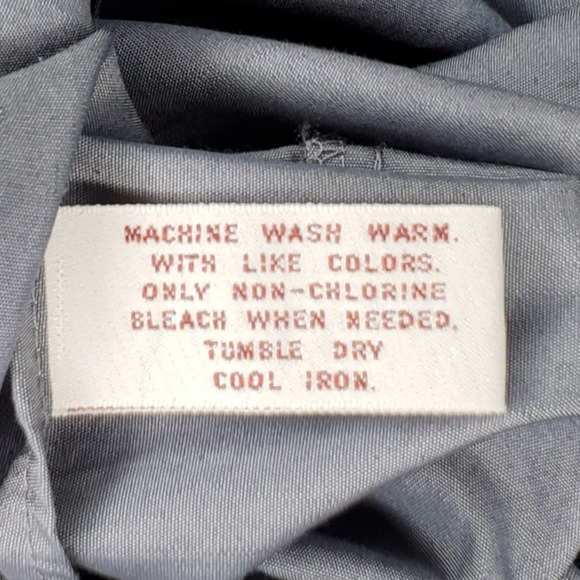 MACHINE WASH WARM.
WITH LIKE COLORS.
ONLY NON-CHLORINE
BLEACH WHEN NEEDED.
TUMBLE DRY
COOL IRON.